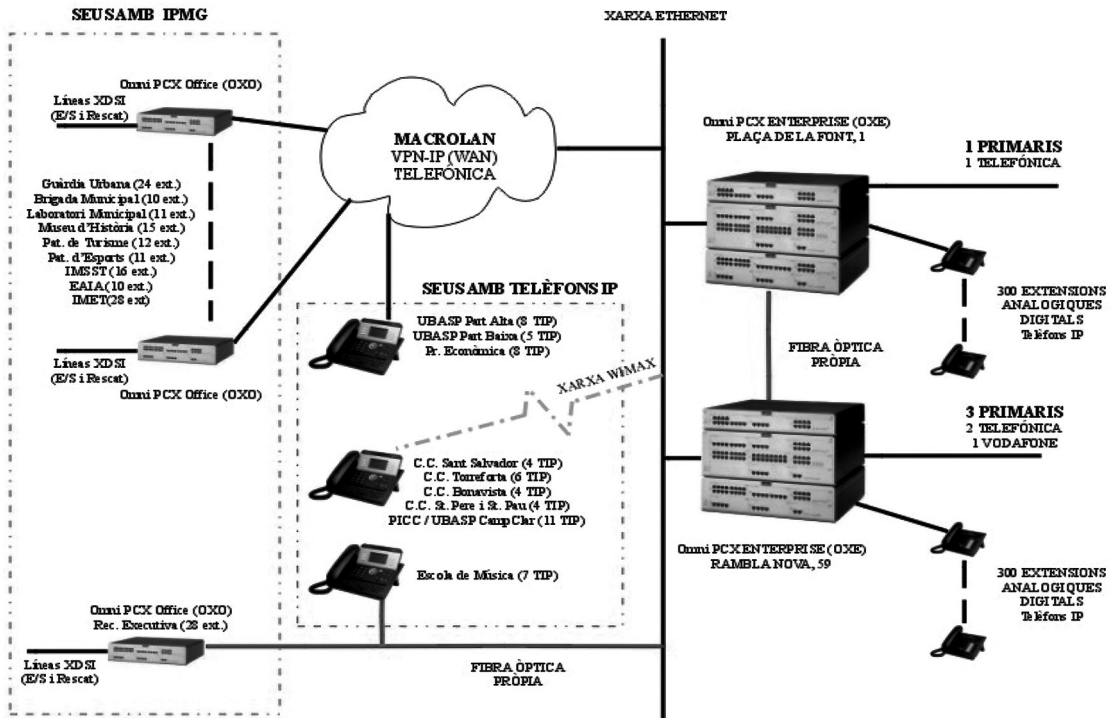 SEUS AMB IPMG
XARXA ETHERNET
Omni PCX Office (OXO)
Líneas XDSI
(E/S i Rescat)
MACROLAN
VPN-IP (WAN)
TELEFÓNICA
Omni PCX ENTERPRISE (OXE)
PLAÇA DE LA FONT, 1
1 PRIMARIS
1 TELEFÓNICA
Guàrdia Urbana (24 ext.)
Brigada Municipal (10 ext.)
Laboratori Municipal (11 ext.)
Museu d'Història (15 ext.)
Pat. de Turisme (12 ext.)
Pat. d'Esports (11 ext.)
IMSST (16 ext.)
EAIA (10 ext.)
IMET(28 ext)
Líneas XDSI
(E/S i Rescat)
Omni PCX Office (OXO)
SEUS AMB TELÈFONS IP
UBASP Part Alta (8 TIP)
UBASP Part Baixa (5 TIP)
Pr. Econòmica (8 TIP)
XARXA WIMAX
300 EXTENSIONS
ANALOGIQUES
DIGITALS
Telèfons IP
FIBRA ÒPTICA
PRÒPIA
3 PRIMARIS
2 TELEFÓNICA
1 VODAFONE
C.C. Sant Salvador (4 TIP)
C.C. Torreforta (6 TIP)
C.C. Bonavista (4 TIP)
C.C. St. Pere i St. Pau (4 TIP)
PICC / UBASP Camp Clar (11 TIP)
Omni PCX ENTERPRISE (OXE)
RAMBLA NOVA, 59
Escola de Música (7 TIP)
300 EXTENSIONS
ANALOGIQUES
DIGITALS
Telèfons IP
Omni PCX Office (OXO)
Rec. Executiva (28 ext.)
Líneas XDSI
(E/S i Rescat)
FIBRA ÒPTICA
PRÒPIA